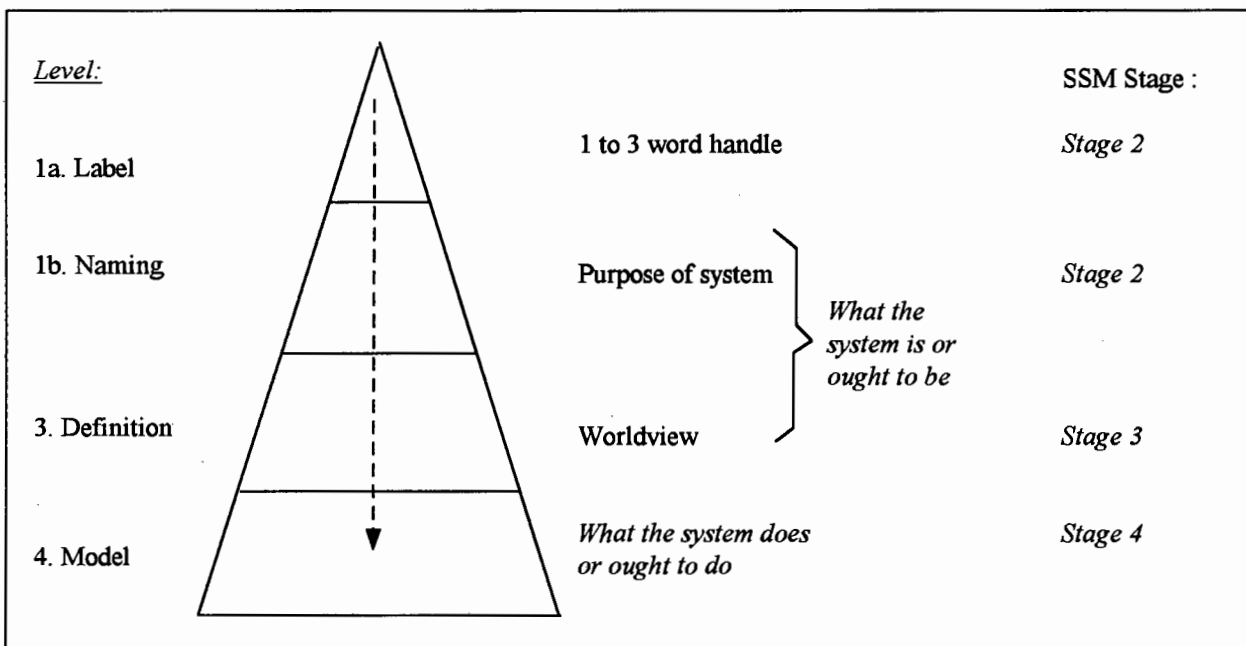 Level:
SSM Stage :
1a. Label
1 to 3 word handle
Stage 2
1b. Naming
Purpose of system
Stage 2
What the
system is or
ought to be
3. Definition
Worldview
Stage 3
4. Model
What the system does
or ought to do
Stage 4